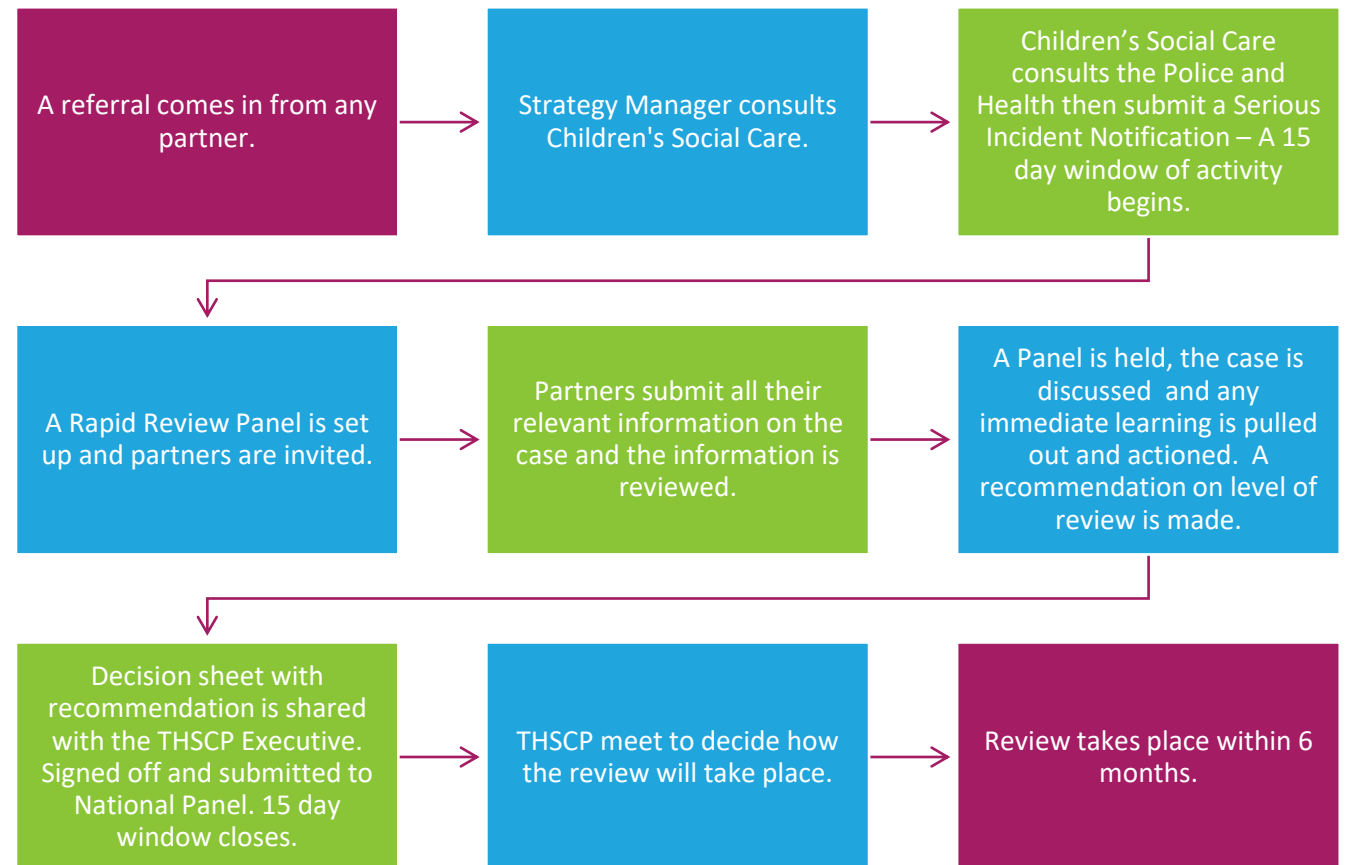 A referral comes in from any
partner.
Strategy Manager consults
Children's Social Care.
Children’s Social Care
consults the Police and
Health then submit a Serious
Incident Notification – A 15
day window of activity
begins.
A Rapid Review Panel is set
up and partners are invited.
Partners submit all their
relevant information on the
case and the information is
reviewed.
A Panel is held, the case is
discussed  and any
immediate learning is pulled
out and actioned.  A
recommendation on level of
review is made.
Decision sheet with
recommendation is shared
with the THSCP Executive.
Signed off and submitted to
National Panel. 15 day
window closes.
THSCP meet to decide how
the review will take place.
Review takes place within 6
months.